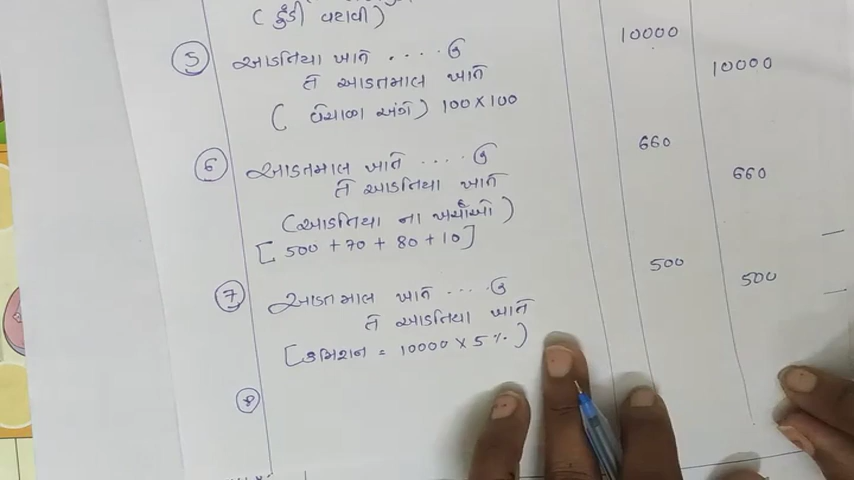 ( હુંડી વટાવી )
5 આડતિયા ખાતે .... ઉ 10000
તે આડતમાલ ખાતે 10000
( વેચાણ અંગે ) 100 X 100
6 આડતમાલ ખાતે .... ઉ 660
તે આડતિયા ખાતે 660
(આડતિયા ના ખર્ચાઓ )
[ 500 + 70 + 80 + 10 ]
7 આડતમાલ ખાતે .... ઉ 500
તે આડતિયા ખાતે 500
[ કમિશન = 10000 X 5 % )
8